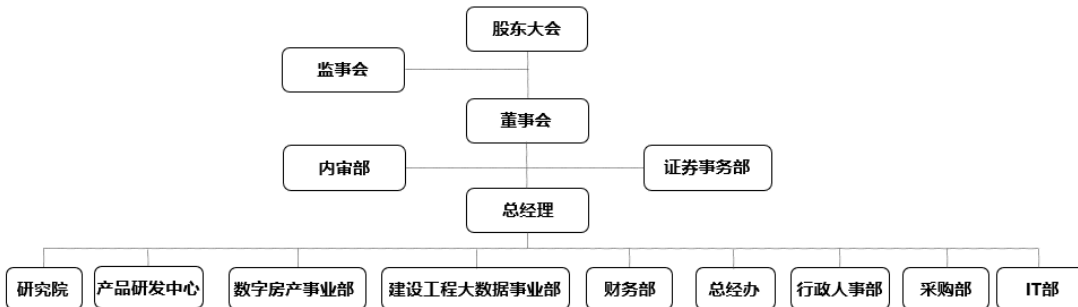 股东大会
监事会
董事会
内审部
证券事务部
总经理
研究院
产品研发中心
数字房产事业部
建设工程大数据事业部
财务部
总经办
行政人事部
采购部
IT部